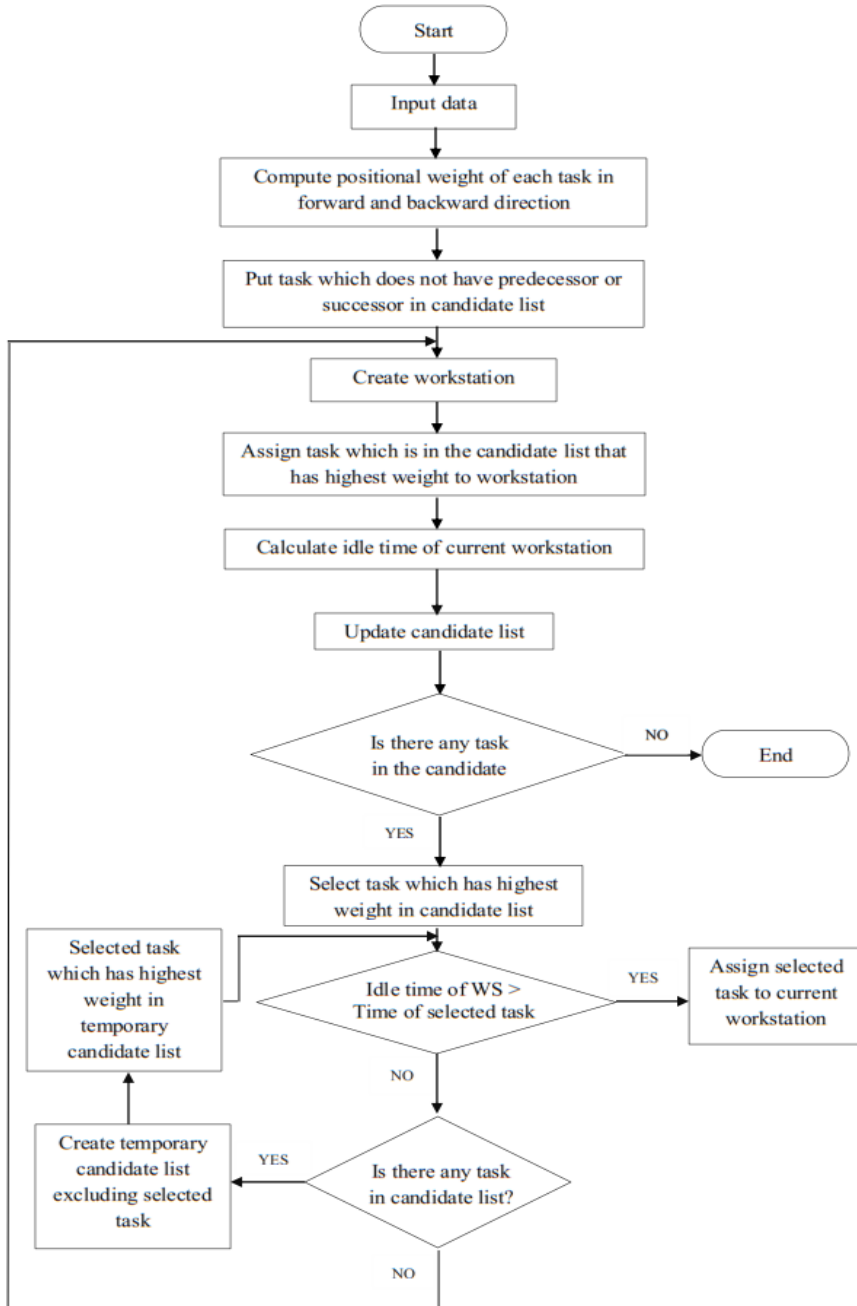 Start
Input data
Compute positional weight of each task in
forward and backward direction
Put task which does not have predecessor or
successor in candidate list
Create workstation
Assign task which is in the candidate list that
has highest weight to workstation
Calculate idle time of current workstation
Update candidate list
Is there any task
in the candidate
NO
End
YES
Select task which has highest
weight in candidate list
Selected task
which has highest
weight in
temporary
candidate list
Idle time of WS >
Time of selected task
YES
Assign selected
task to current
workstation
NO
Create temporary
candidate list
excluding selected
task
YES
Is there any task
in candidate list?
NO